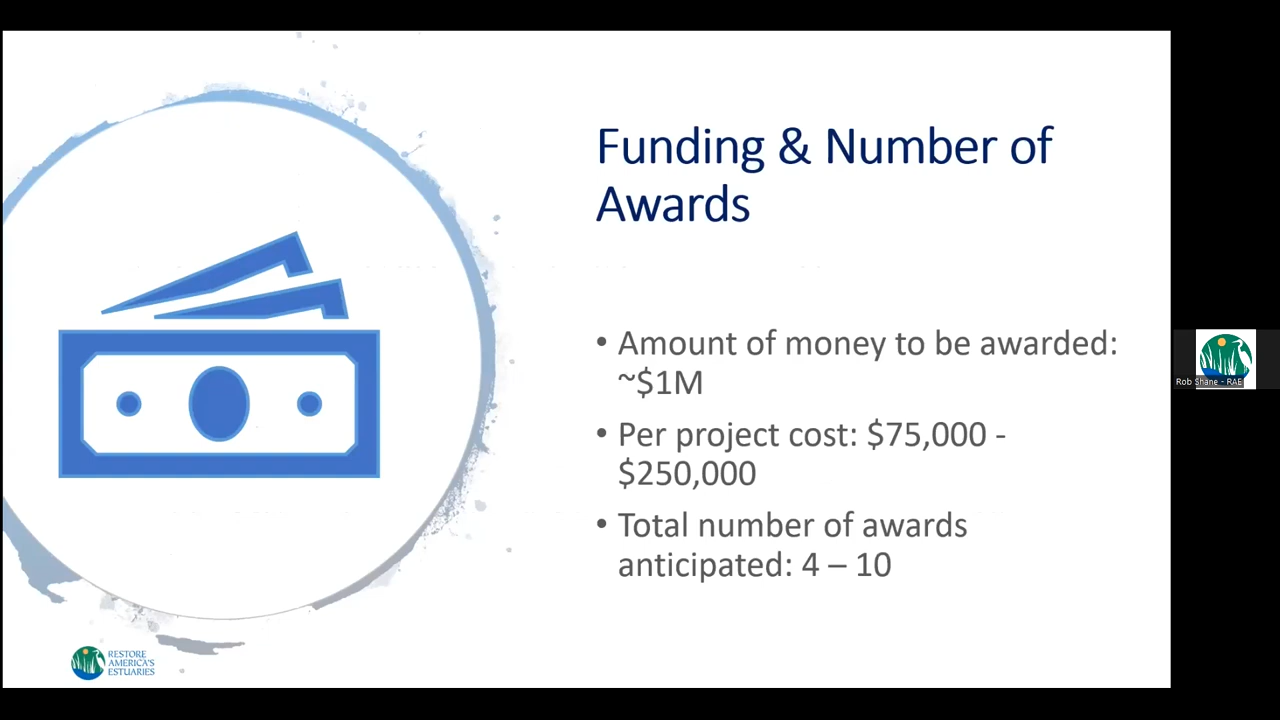 Funding & Number of
Awards
• Amount of money to be awarded:
~$1M
• Per project cost: $75,000 -
$250,000
• Total number of awards
anticipated: 4 – 10
RESTORE
AMERICA'S
ESTUARIES
Rob Shane - RAE